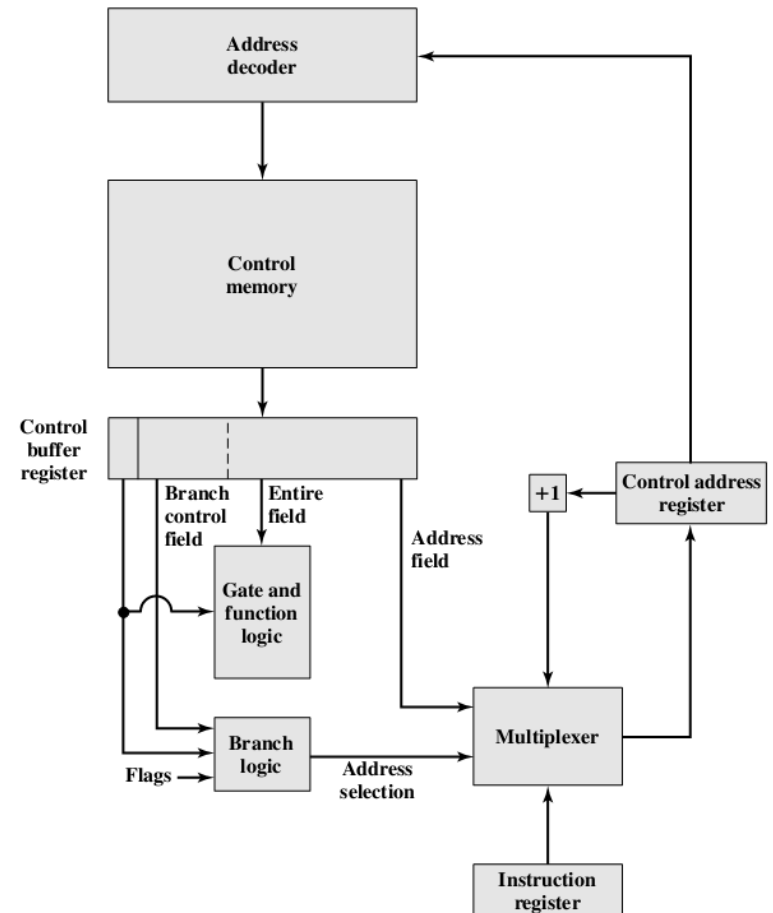 Address
decoder
Control
memory
Control
buffer
register
Branch
control
field
Entire
field
Address
field
+1
Control address
register
Gate and
function
logic
Branch
logic
Flags
Address
selection
Multiplexer
Instruction
register